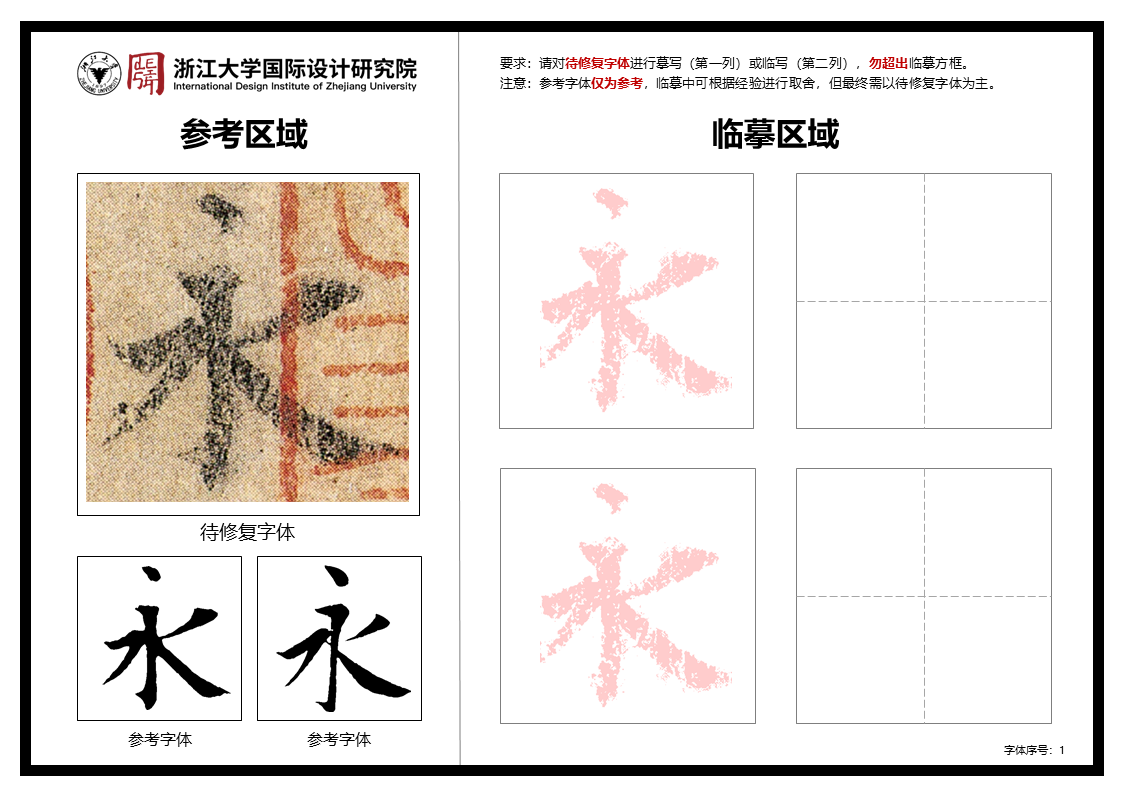 浙江大学国际设计研究院
International Design Institute of Zhejiang University
参考区域
永
待修复字体
永
永
参考字体
参考字体
要求：请对待修复字体进行摹写（第一列）或临写（第二列），勿超出临摹方框。
注意：参考字体仅为参考，临摹中可根据经验进行取舍，但最终需以待修复字体为主。
临摹区域
永
永
字体序号：1